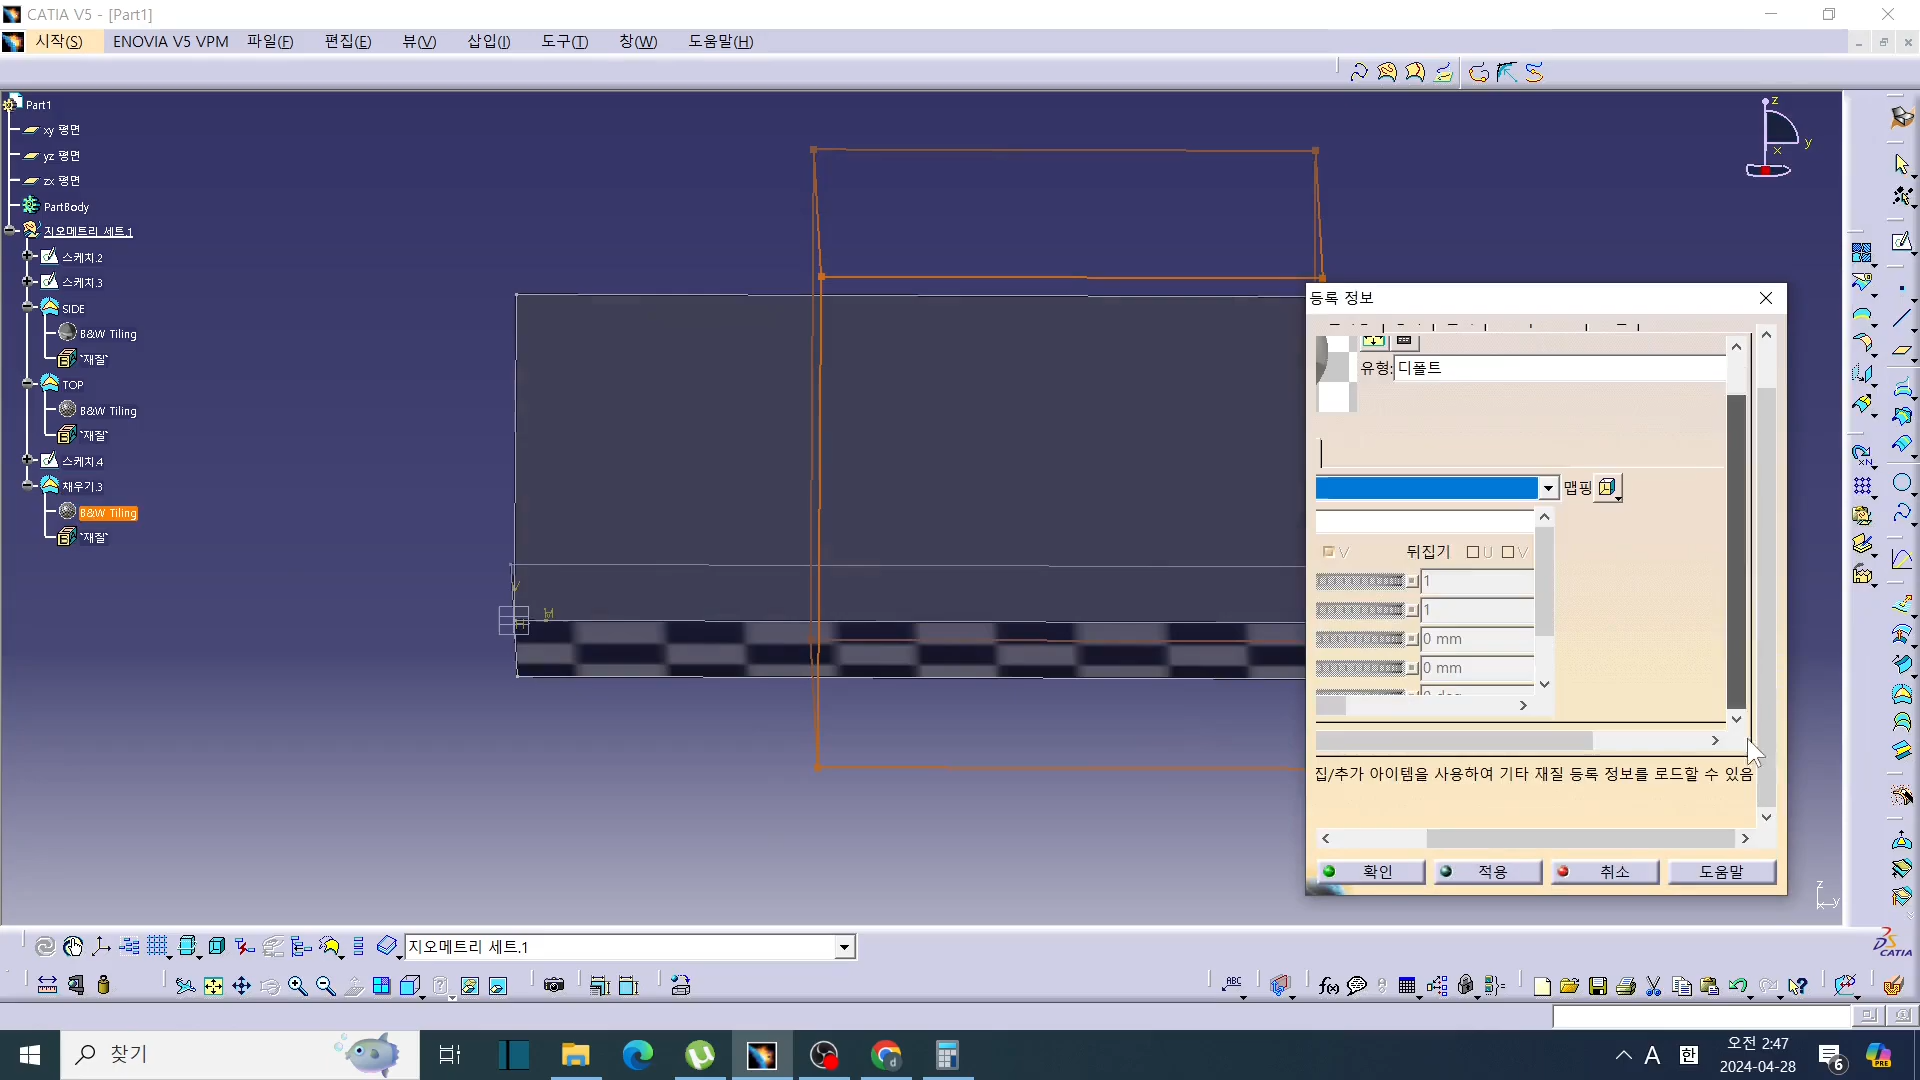 CATIA V5 - [Part1]
시작(S) ENOVIA V5 VPM 파일(F) 편집(E) 뷰(V) 삽입(I) 도구(T) 창(W) 도움말(H)
Part1
xy 평면
yz 평면
zx 평면
PartBody
지오메트리 세트.1
스케치.2
스케치.3
SIDE
B&W Tiling
`재질`
TOP
B&W Tiling
`재질`
스케치.4
채우기.3
B&W Tiling
`재질`
z
y
x
V
H
등록 정보
유형: 디폴트
맵핑
V 뒤집기 U V
1
1
0 mm
0 mm
집/추가 아이템을 사용하여 기타 재질 등록 정보를 로드할 수 있음
확인 적용 취소 도움말
z
x y
지오메트리 세트.1
CATIA
찾기
A 한
오전 2:47
2024-04-28
6
PRE